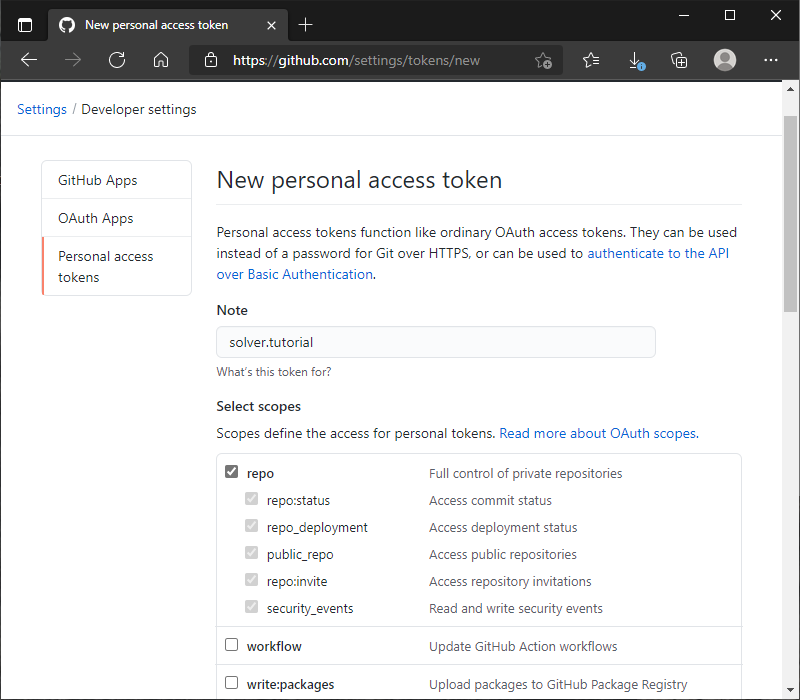 New personal access token
https://github.com/settings/tokens/new
Settings / Developer settings
GitHub Apps
OAuth Apps
Personal access
tokens
New personal access token
Personal access tokens function like ordinary OAuth access tokens. They can be used
instead of a password for Git over HTTPS, or can be used to authenticate to the API
over Basic Authentication.
Note
solver.tutorial
What's this token for?
Select scopes
Scopes define the access for personal tokens. Read more about OAuth scopes.
repo Full control of private repositories
repo:status Access commit status
repo_deployment Access deployment status
public_repo Access public repositories
repo:invite Access repository invitations
security_events Read and write security events
workflow Update GitHub Action workflows
write:packages Upload packages to GitHub Package Registry